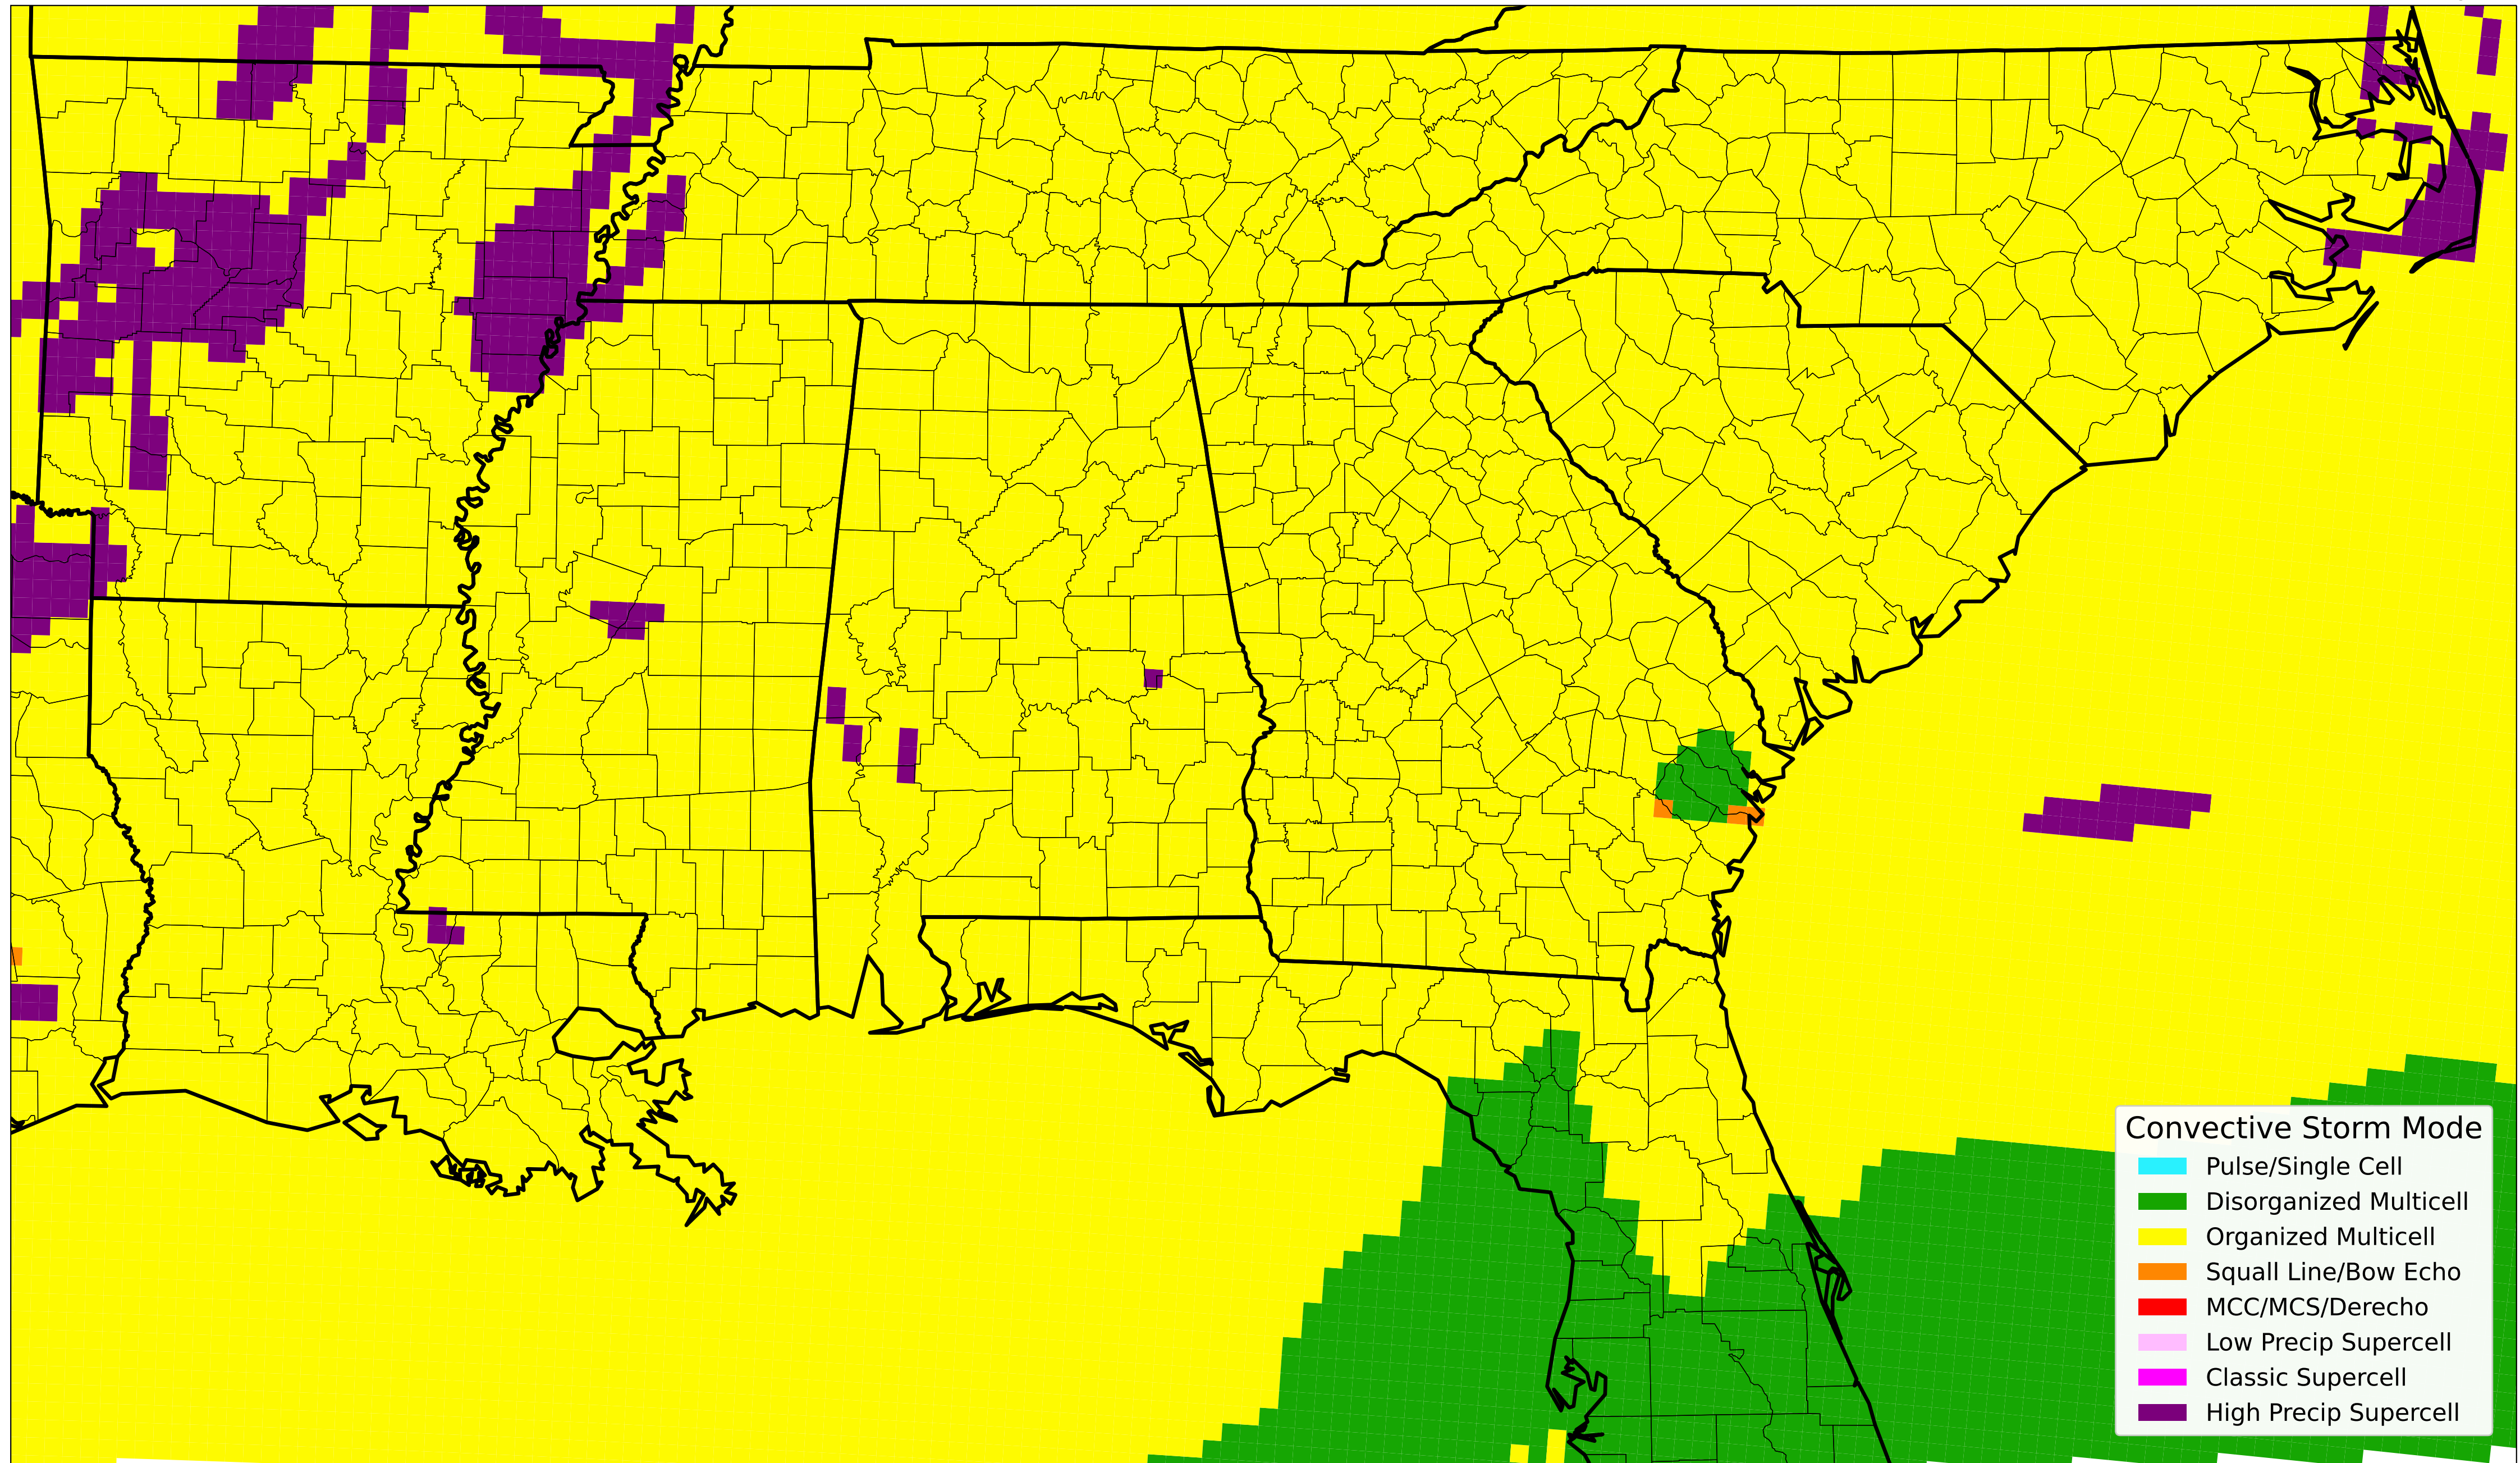 Convective Storm Mode
Pulse/Single Cell
Disorganized Multicell
Organized Multicell
Squall Line/Bow Echo
MCC/MCS/Derecho
Low Precip Supercell
Classic Supercell
High Precip Supercell